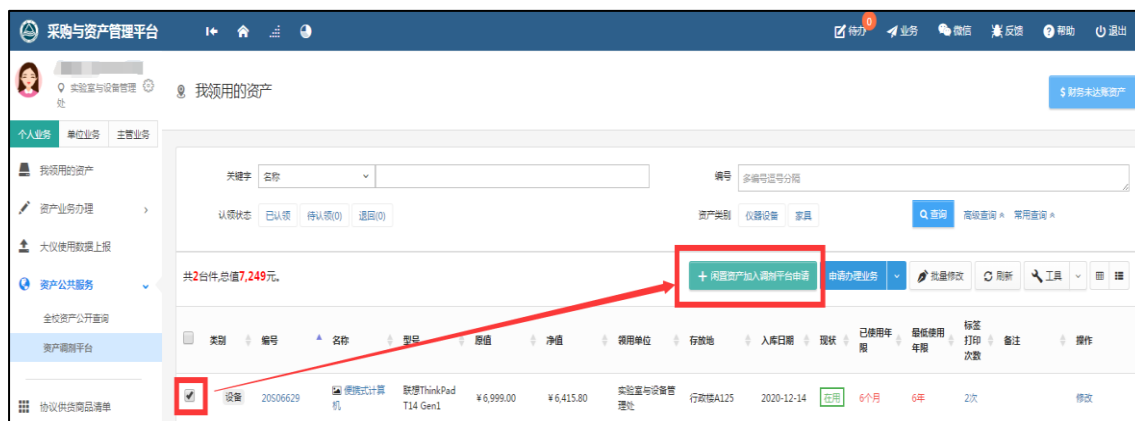 采购与资产管理平台 待办 0 业务 微信 反馈 ?帮助 退出
实验室与设备管理处
我领用的资产 $ 财务未达账资产
个人业务 单位业务 主管业务
我领用的资产
资产业务办理
大仪使用数据上报
资产公共服务
全校资产公开查询
资产调剂平台
协议供货商品清单
关键字 名称 编号 多编号逗号分隔
认领状态 已认领 待认领(0) 退回(0) 资产类别 仪器设备 家具 查询 高级查询 常用查询
共2台件,总值7,249元。 + 闲置资产加入调剂平台申请 申请办理业务 批量修改 刷新 工具
类别 编号 名称 型号 原值 净值 领用单位 存放地 入库日期 现状 已使用年限 最低使用年限 标签打印次数 备注 操作
设备 20S06629 便携式计算机 联想ThinkPad T14 Gen1 ¥6,999.00 ¥6,415.80 实验室与设备管理处 行政楼A125 2020-12-14 在用 6个月 6年 2次 修改